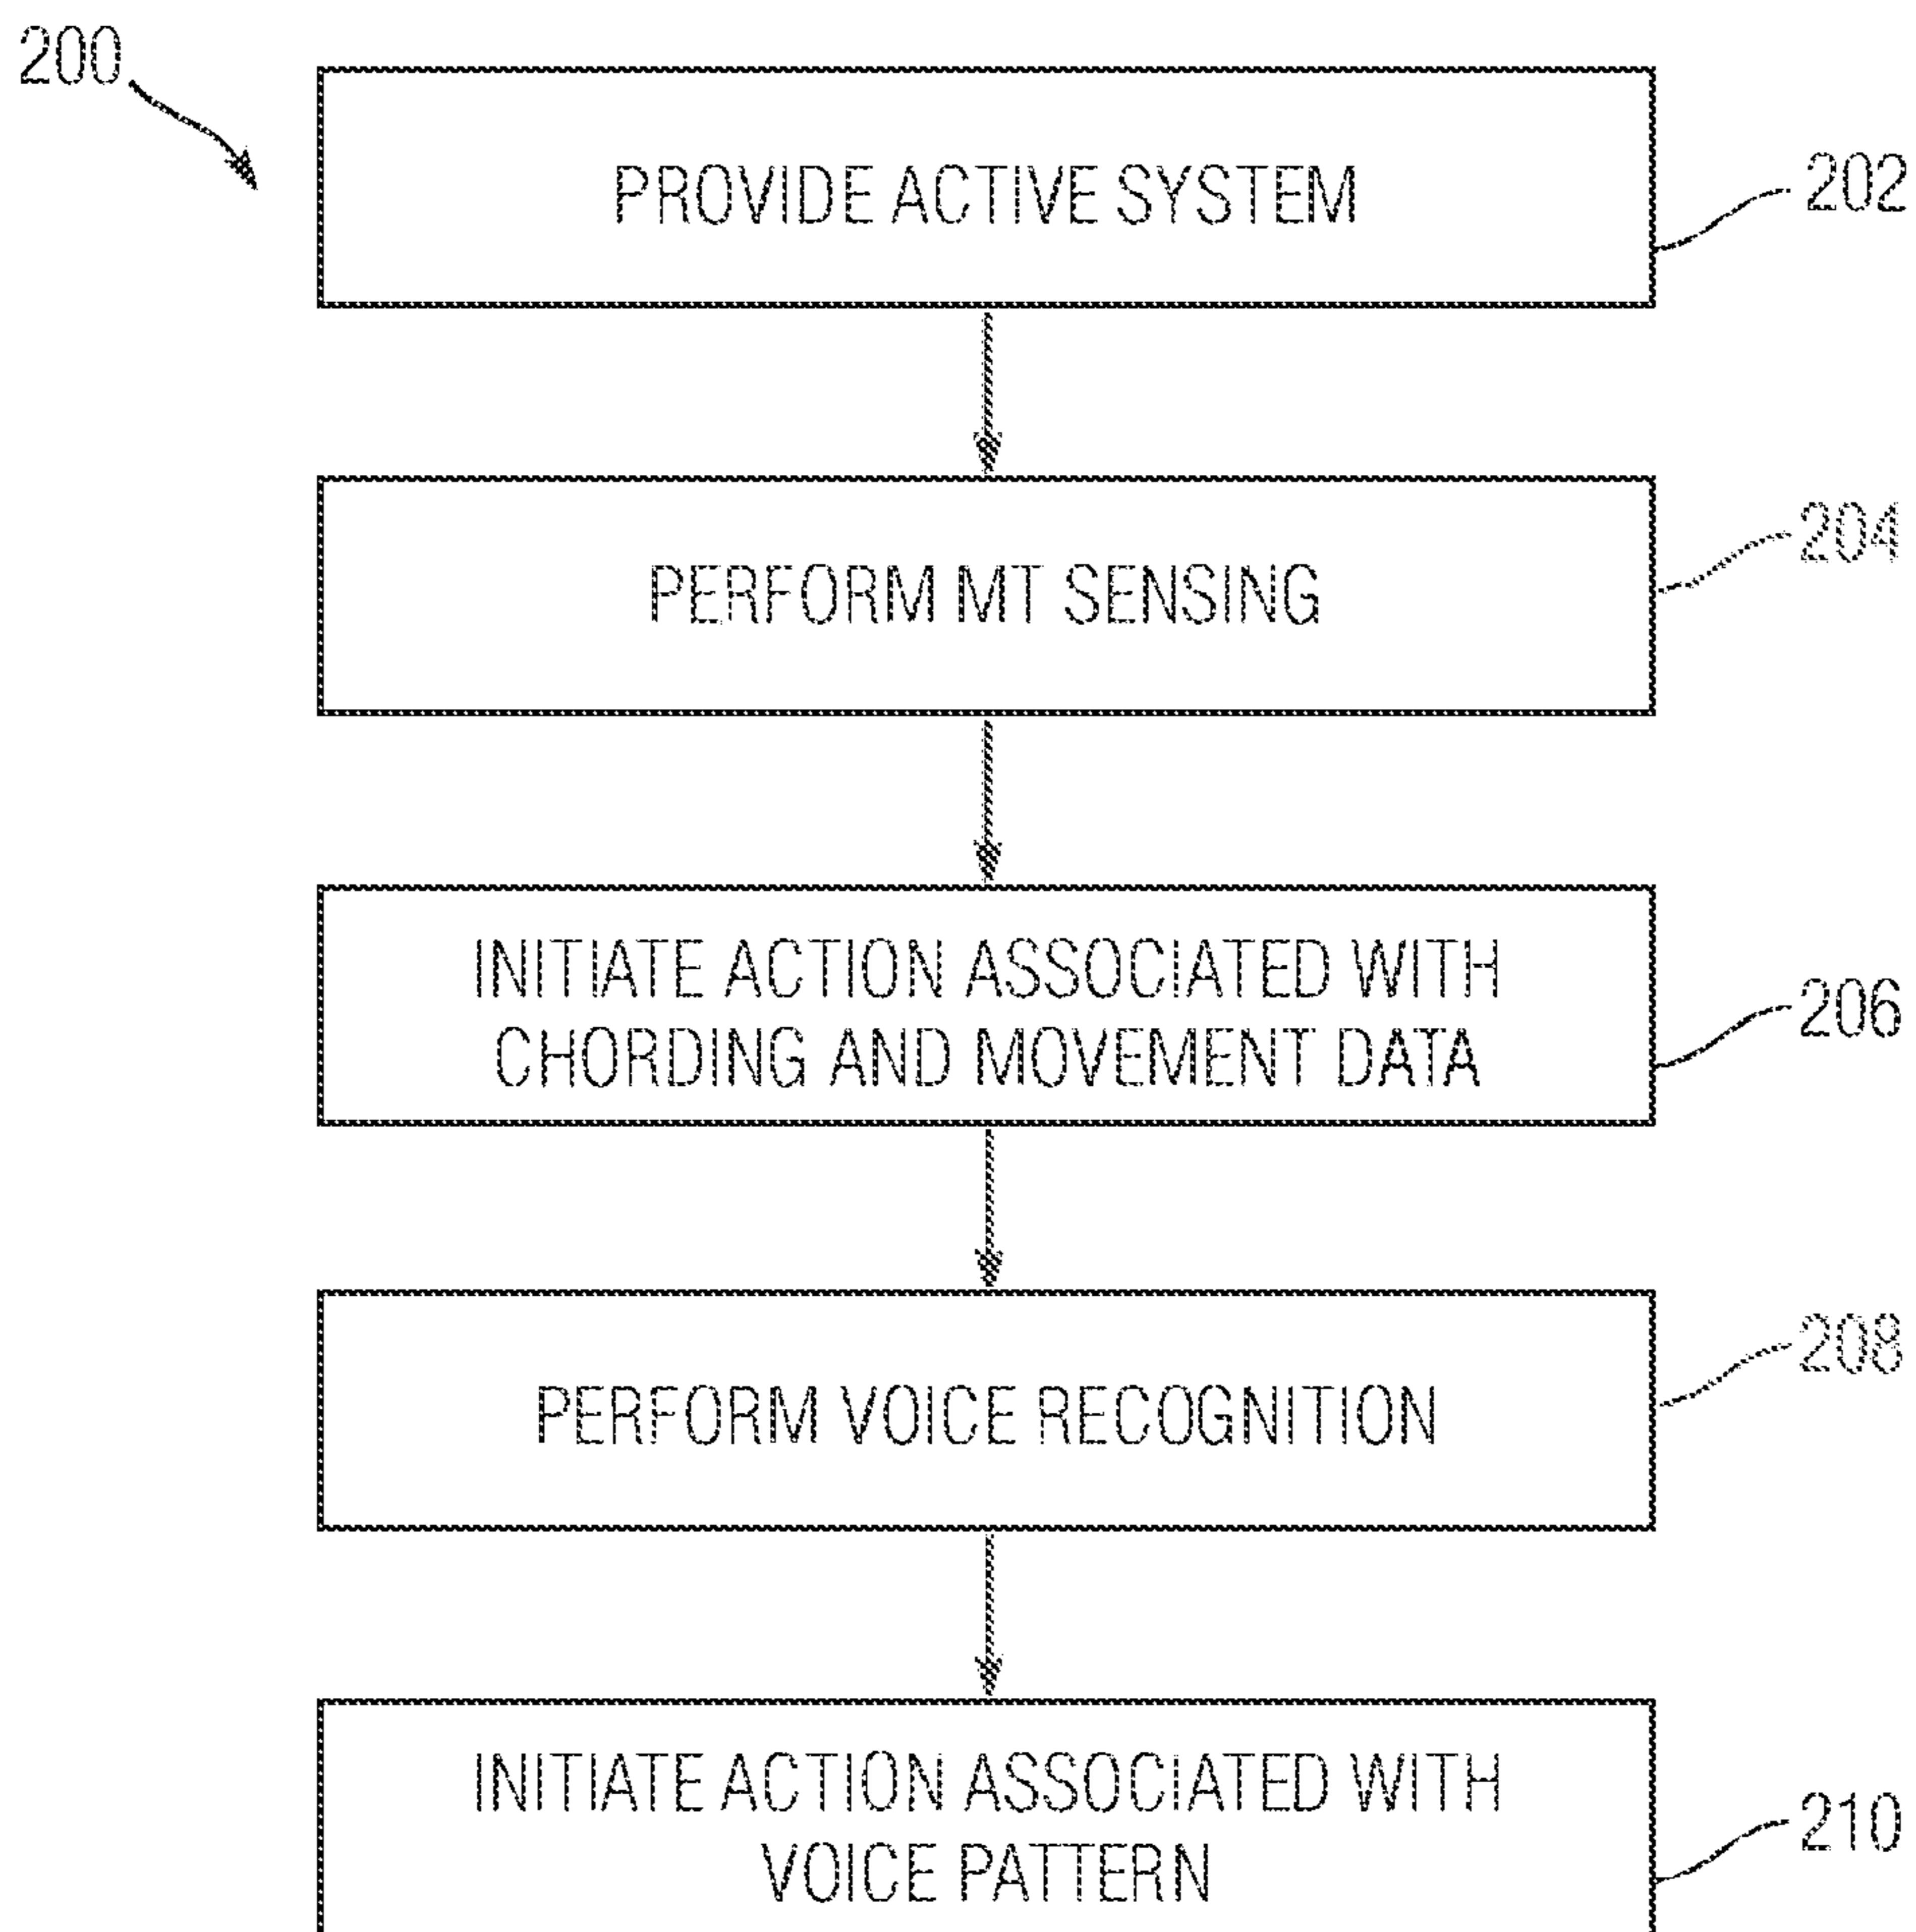 200
PROVIDE ACTIVE SYSTEM
202
PERFORM MT SENSING
204
INITIATE ACTION ASSOCIATED WITH
CHORDING AND MOVEMENT DATA
206
PERFORM VOICE RECOGNITION
208
INITIATE ACTION ASSOCIATED WITH
VOICE PATTERN
210